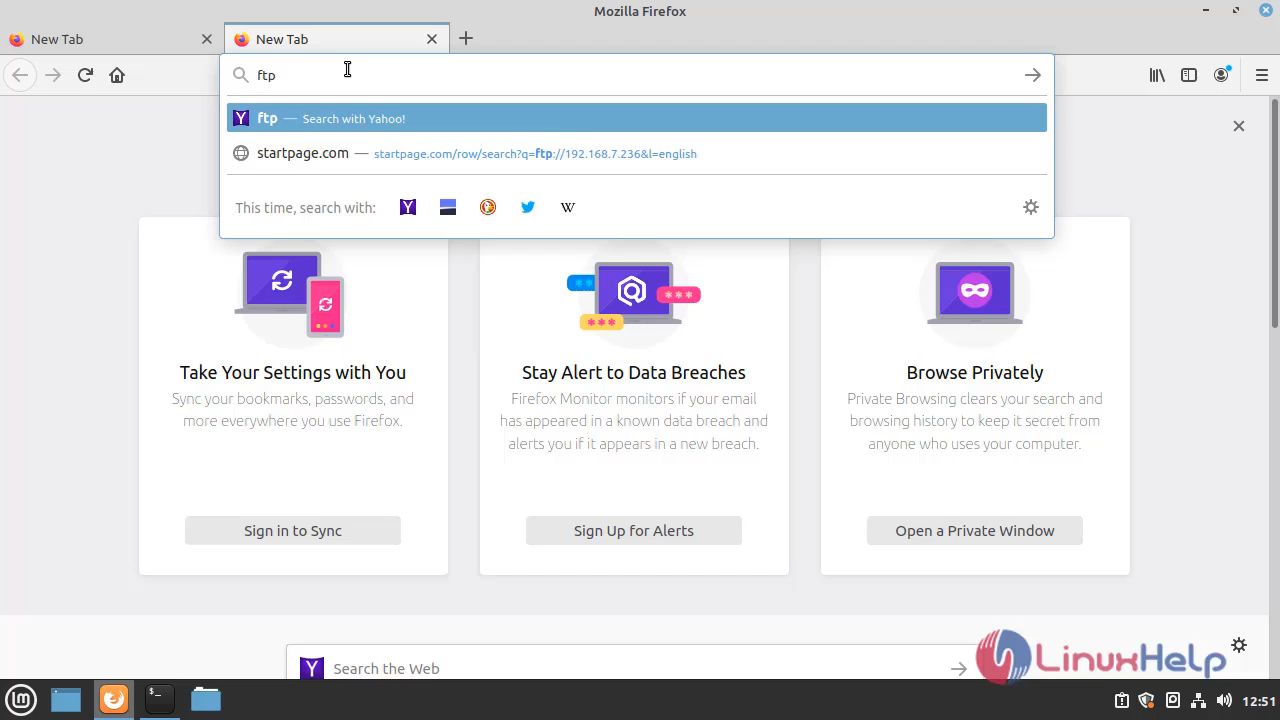 Mozilla Firefox
New Tab
New Tab
ftp
ftp — Search with Yahoo!
startpage.com — startpage.com/row/search?q=ftp://192.168.7.236&l=english
This time, search with:
Take Your Settings with You
Sync your bookmarks, passwords, and
more everywhere you use Firefox.
Sign in to Sync
Stay Alert to Data Breaches
Firefox Monitor monitors if your email
has appeared in a known data breach and
alerts you if it appears in a new breach.
Sign Up for Alerts
Browse Privately
Private Browsing clears your search and
browsing history to keep it secret from
anyone who uses your computer.
Open a Private Window
Search the Web
LinuxHelp
12:51